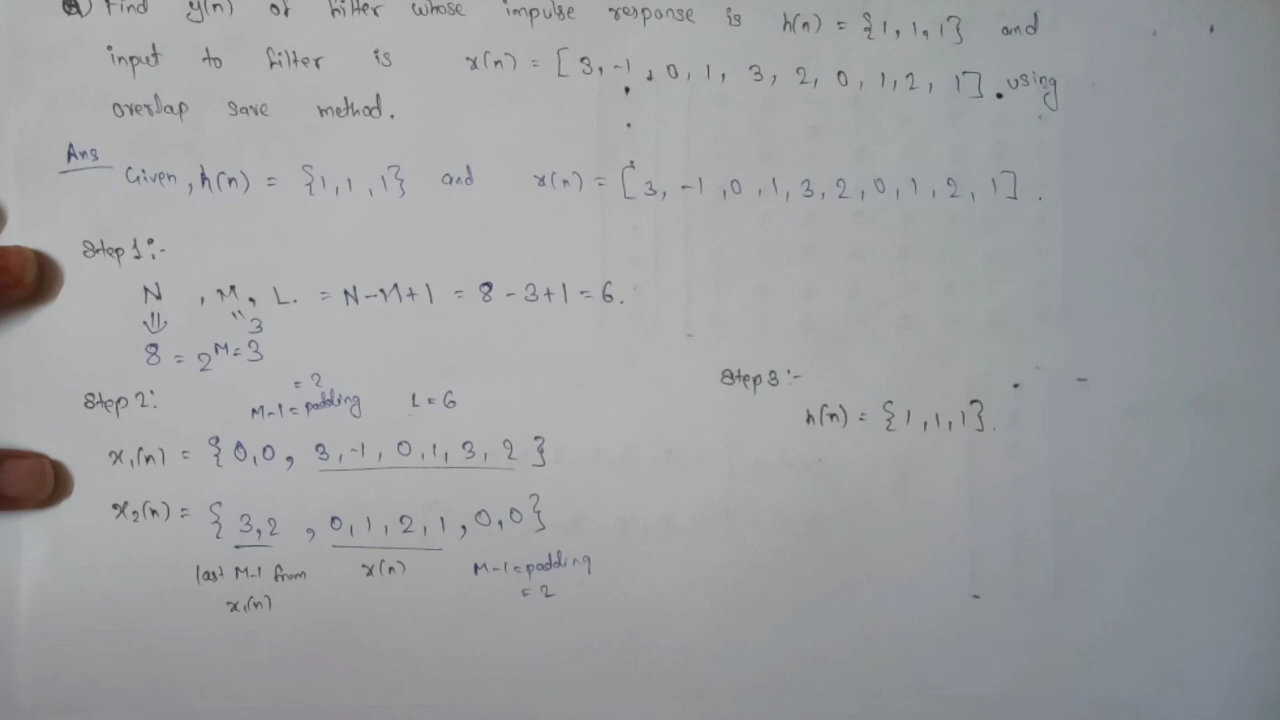 Q) Find y(n) of filter whose impulse response is h(n) = {1, 1, 1} and
input to filter is x(n) = [3, -1, 0, 1, 3, 2, 0, 1, 2, 1]. using
overlap save method.
Ans
Given, h(n) = {1, 1, 1} and x(n) = [3, -1, 0, 1, 3, 2, 0, 1, 2, 1].
Step 1:-
N , M, L. = N-M+1 = 8-3+1 = 6.
⇓ " 3
8 = 2^M=3
Step 2:
= 2
M-1 = padding L = 6
x₁(n) = {0,0, 3, -1, 0, 1, 3, 2}
x₂(n) = {3,2, 0, 1, 2, 1, 0, 0}
last M-1 from x(n) M-1 = padding
x₁(n) = 2
Step 3:-
h(n) = {1, 1, 1}.